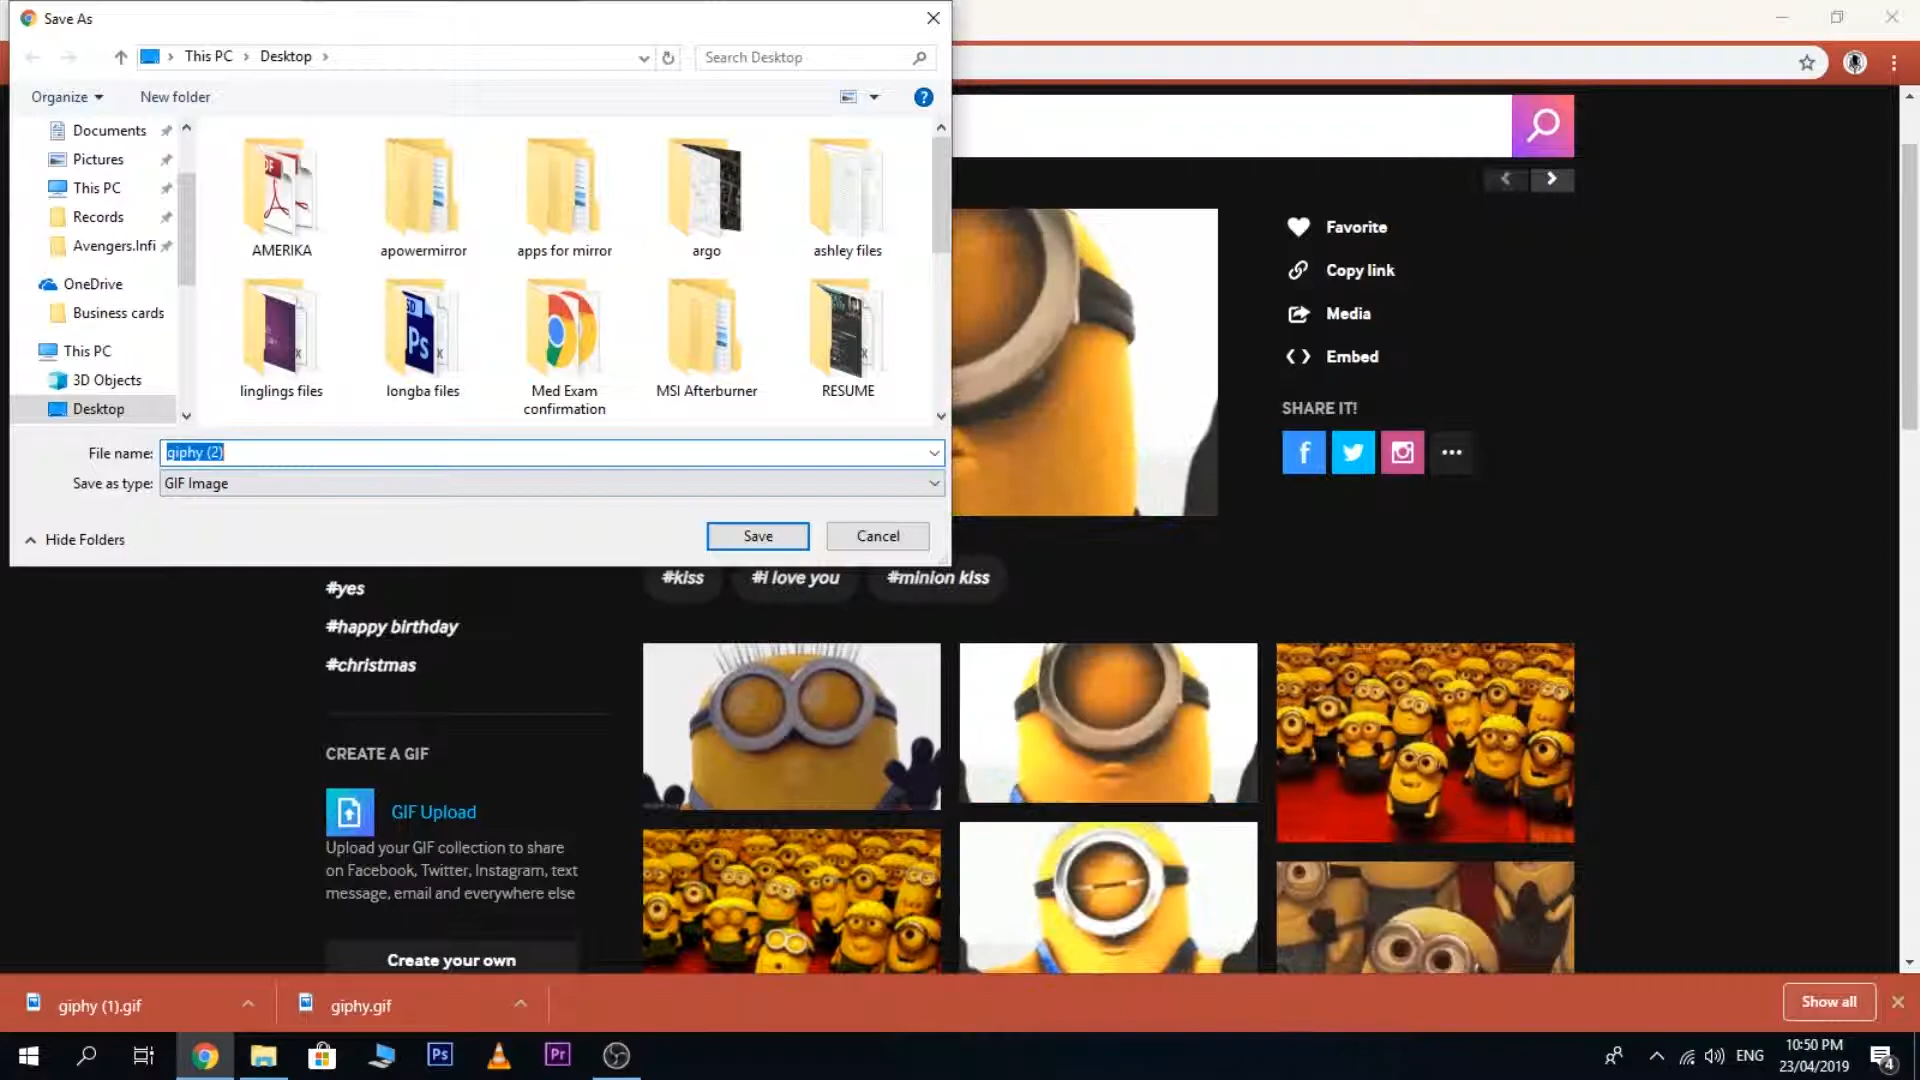 Save As
This PC
Desktop
Search Desktop
Organize
New folder
Documents
Pictures
This PC
Records
Avengers.Infi
OneDrive
Business cards
This PC
3D Objects
Desktop
AMERIKA
apowermirror
apps for mirror
argo
ashley files
linglings files
longba files
Med Exam
confirmation
MSI Afterburner
RESUME
File name: giphy (2)
Save as type: GIF Image
Hide Folders
Save
Cancel
Favorite
Copy link
Media
Embed
SHARE IT!
#kiss
#i love you
#minion kiss
#yes
#happy birthday
#christmas
CREATE A GIF
GIF Upload
Upload your GIF collection to share
on Facebook, Twitter, Instagram, text
message, email and everywhere else
Create your own
giphy (1).gif
giphy.gif
Show all
Ps
Pr
ENG
10:50 PM
23/04/2019
4